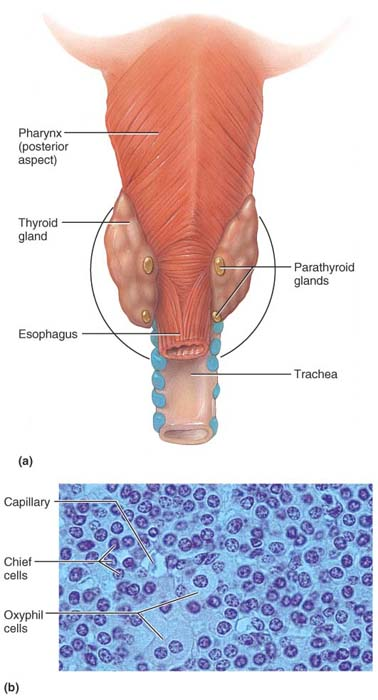 Pharynx
(posterior
aspect)
Thyroid
gland
Parathyroid
glands
Esophagus
Trachea
(a)
Capillary
Chief
cells
Oxyphil
cells
(b)